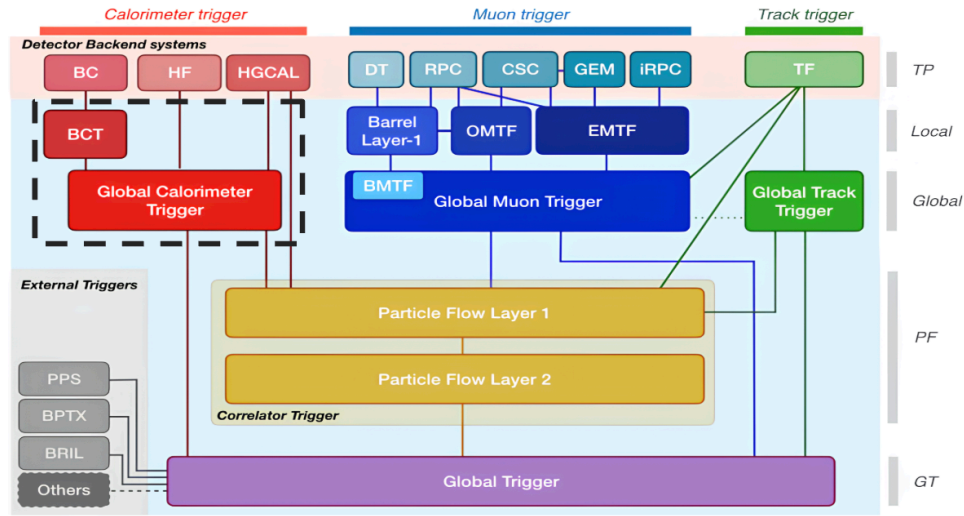 Calorimeter trigger
Muon trigger
Track trigger
Detector Backend systems
BC
HF
HGCAL
DT
RPC
CSC
GEM
iRPC
TF
TP
BCT
Barrel
Layer-1
OMTF
EMTF
Local
Global Calorimeter
Trigger
BMTF
Global Muon Trigger
Global Track
Trigger
Global
External Triggers
Particle Flow Layer 1
PF
Particle Flow Layer 2
PPS
BPTX
Correlator Trigger
BRIL
Others
Global Trigger
GT